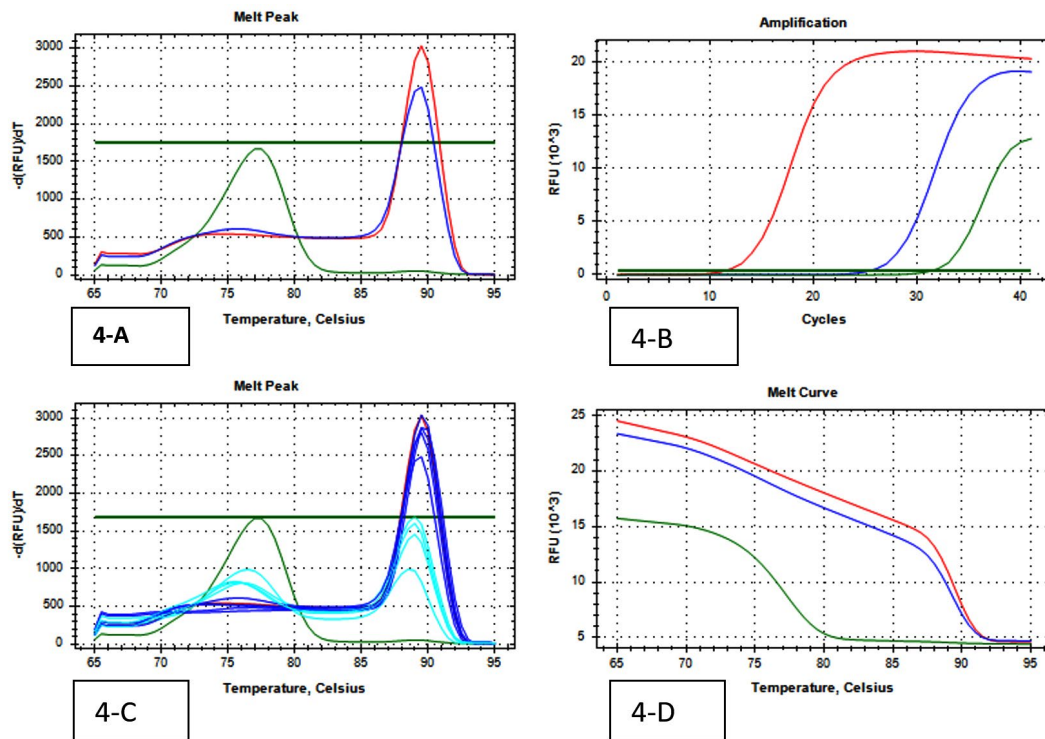 Melt Peak
-d(RFU)/dT
3000
2500
2000
1500
1000
500
0
65 70 75 80 85 90 95
Temperature, Celsius
4-A
Amplification
RFU (10^3)
20
15
10
5
0
0 10 20 30 40
Cycles
4-B
Melt Peak
-d(RFU)/dT
3000
2500
2000
1500
1000
500
0
65 70 75 80 85 90 95
Temperature, Celsius
4-C
Melt Curve
RFU (10^3)
25
20
15
10
5
65 70 75 80 85 90 95
Temperature, Celsius
4-D